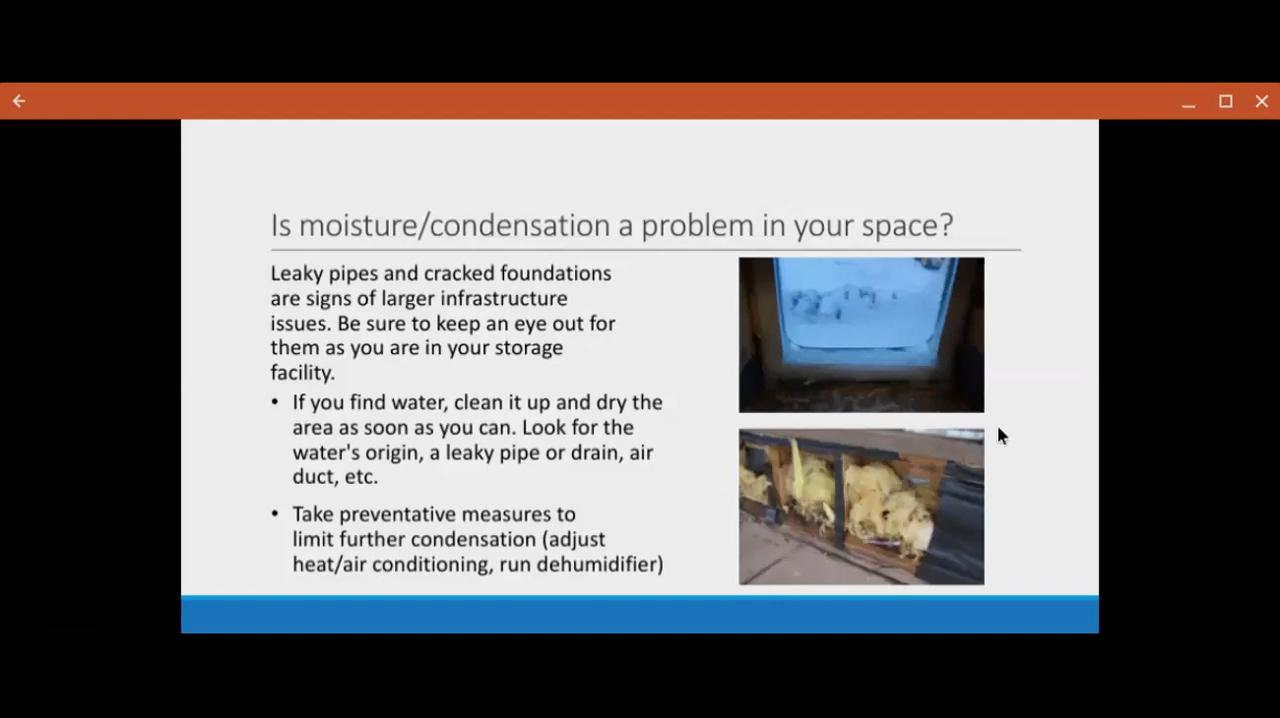 Is moisture/condensation a problem in your space?
Leaky pipes and cracked foundations
are signs of larger infrastructure
issues. Be sure to keep an eye out for
them as you are in your storage
facility.
• If you find water, clean it up and dry the
area as soon as you can. Look for the
water's origin, a leaky pipe or drain, air
duct, etc.
• Take preventative measures to
limit further condensation (adjust
heat/air conditioning, run dehumidifier)